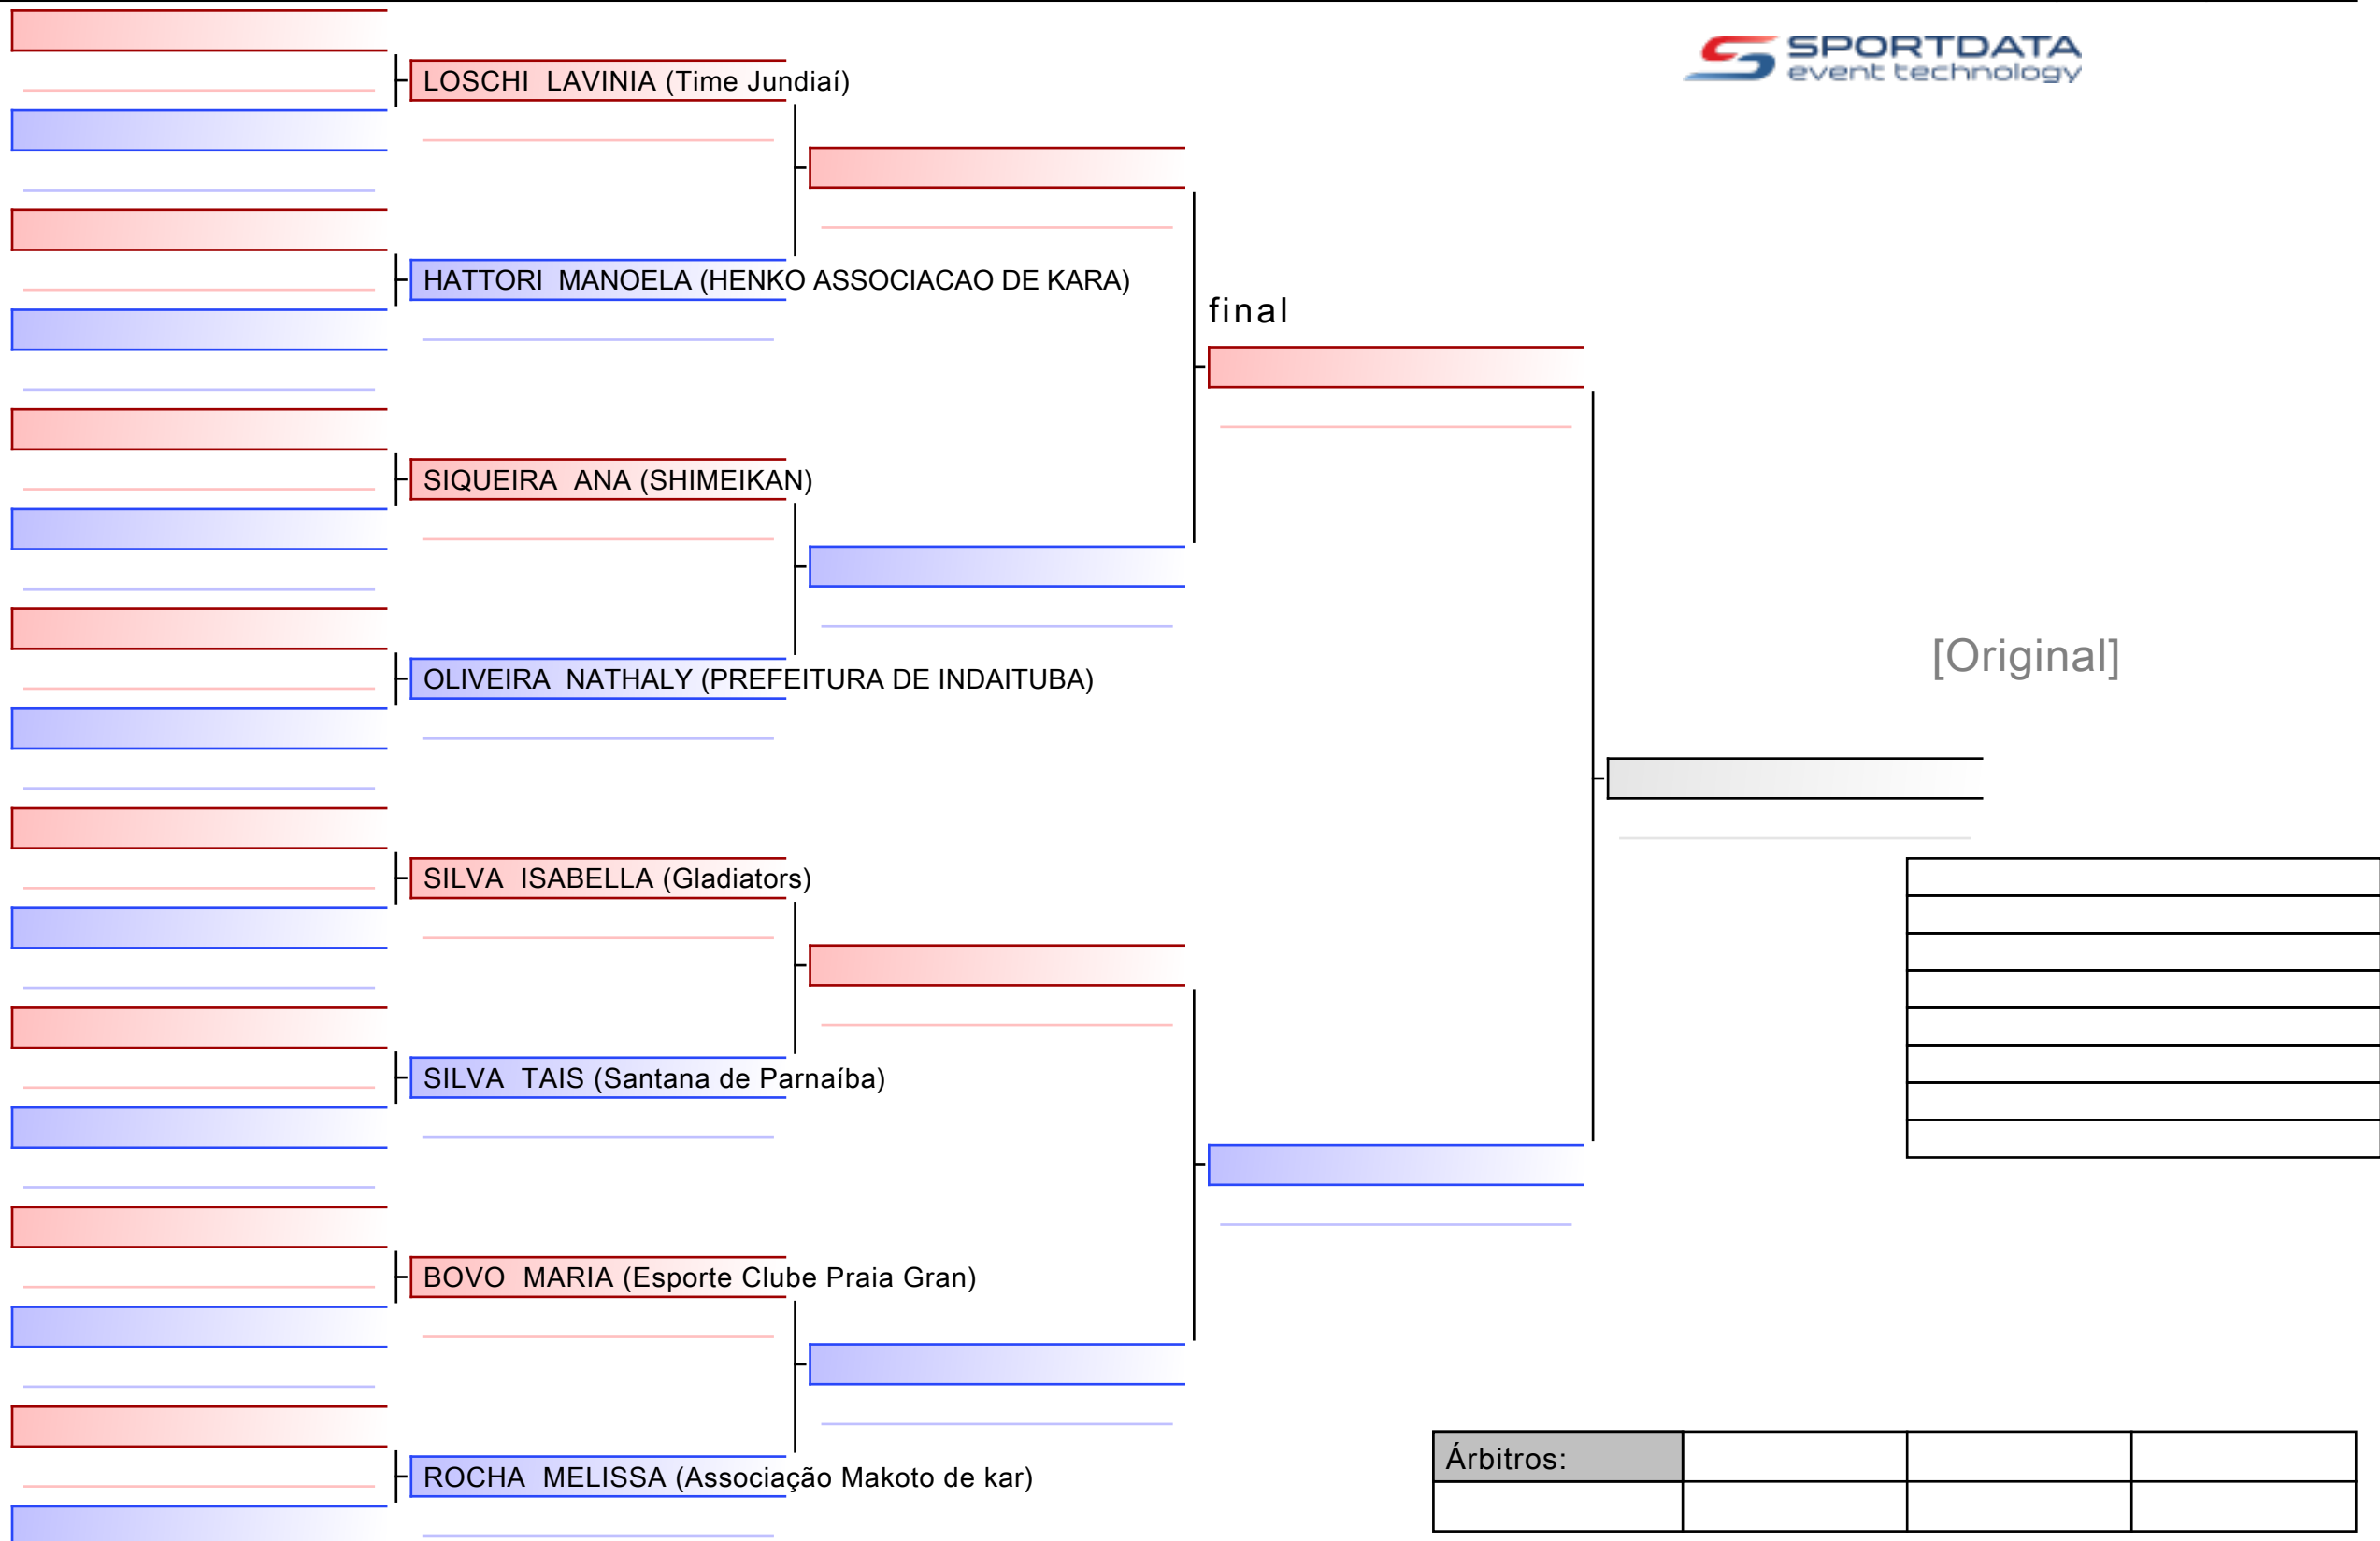 SPORTDATA
event technology
LOSCHI  LAVINIA (Time Jundiaí)
HATTORI  MANOELA (HENKO ASSOCIACAO DE KARA)
final
SIQUEIRA  ANA (SHIMEIKAN)
[Original]
OLIVEIRA  NATHALY (PREFEITURA DE INDAITUBA)
SILVA  ISABELLA (Gladiators)
SILVA  TAIS (Santana de Parnaíba)
BOVO  MARIA (Esporte Clube Praia Gran)
Árbitros:
ROCHA  MELISSA (Associação Makoto de kar)